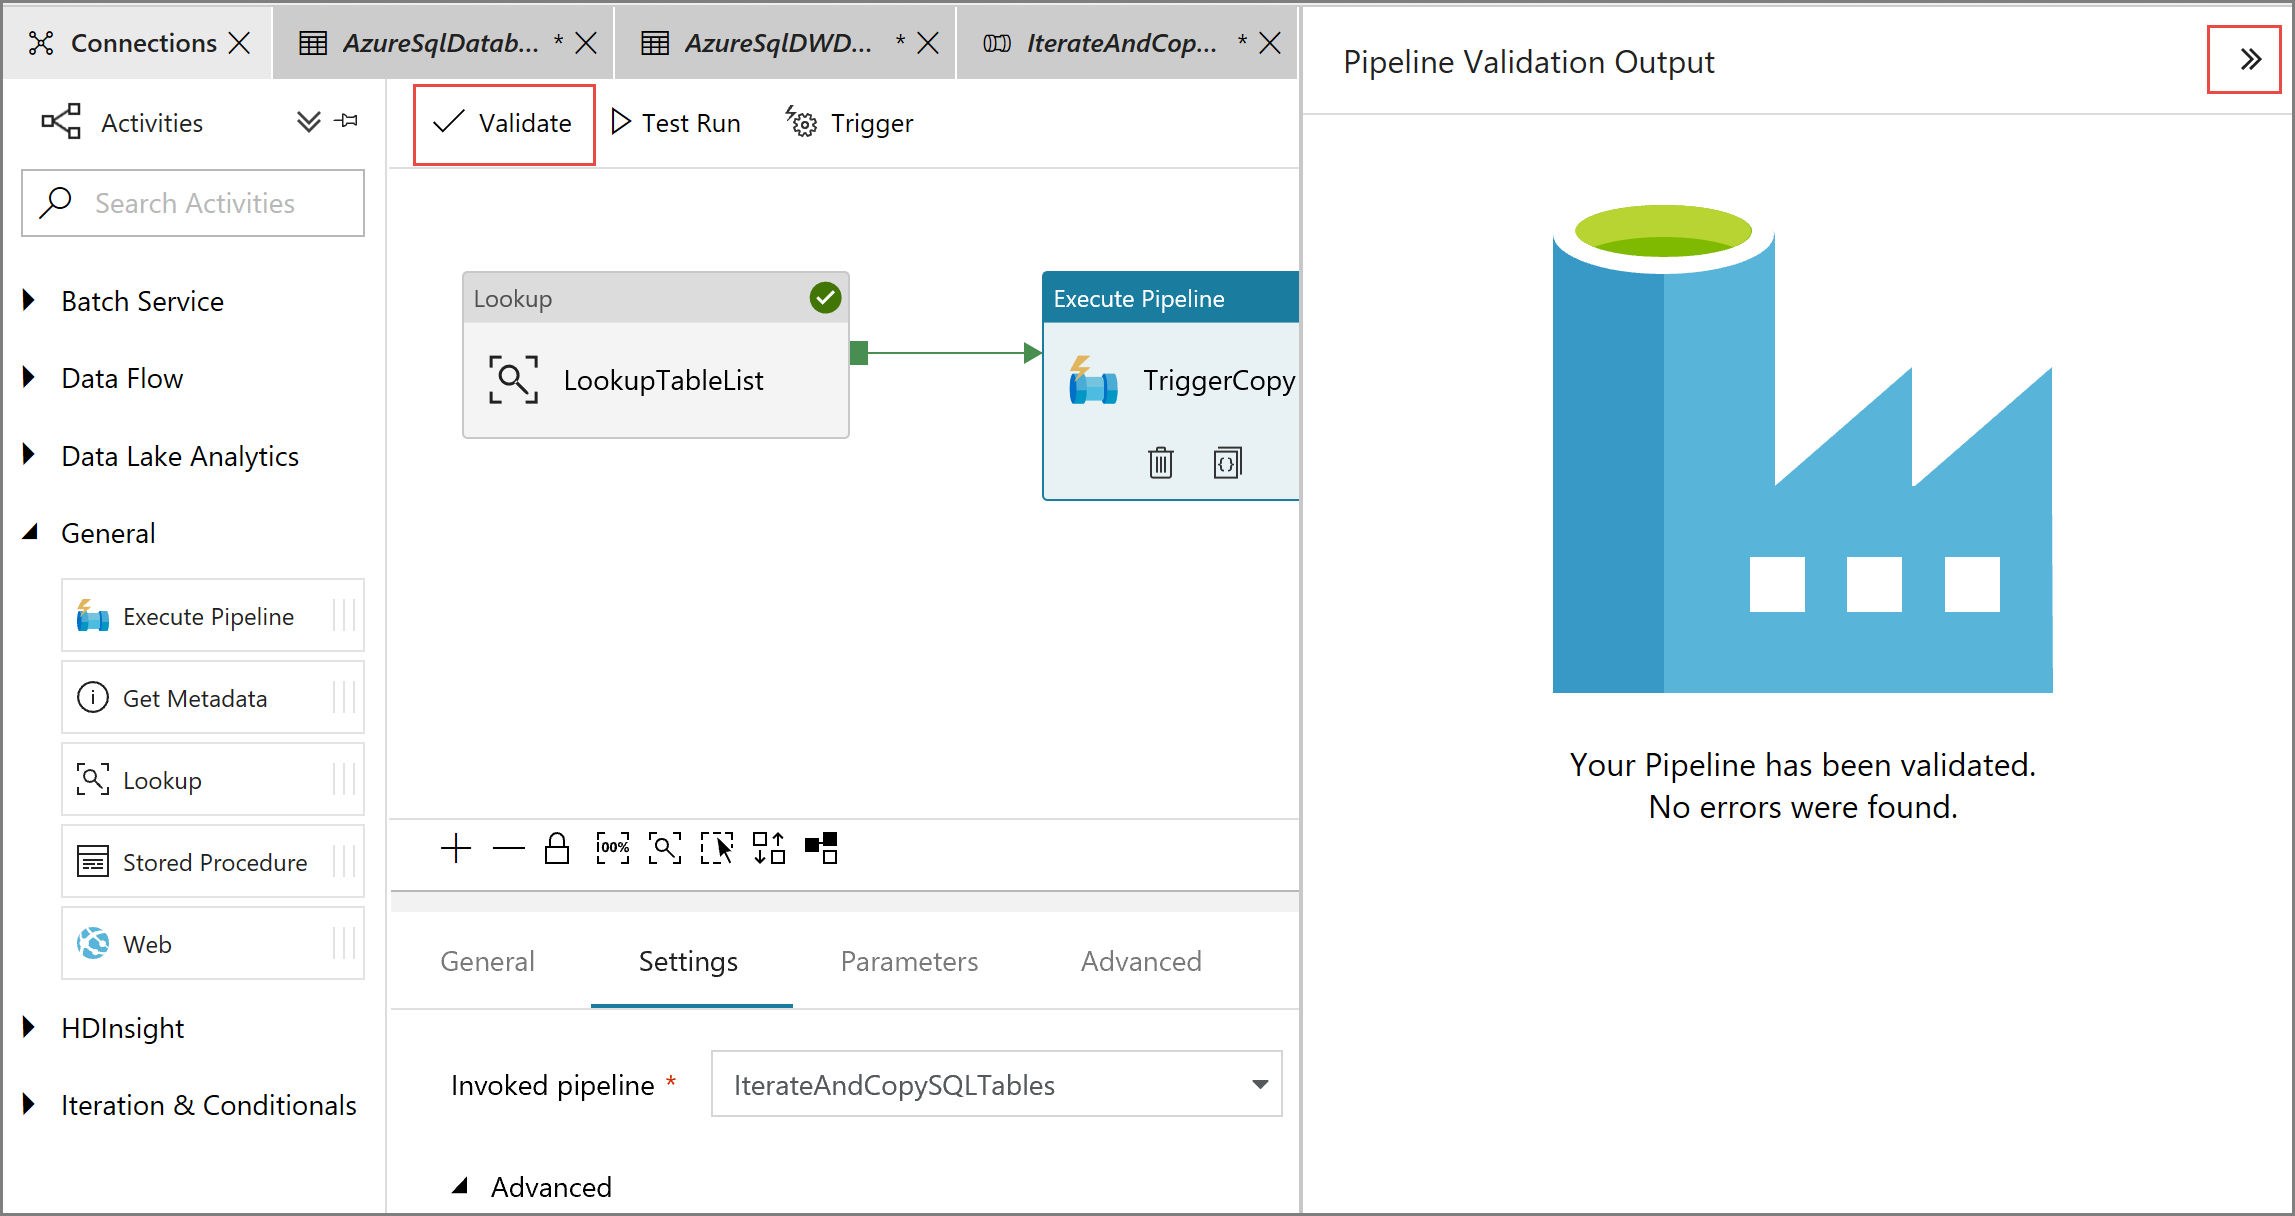 Connections
AzureSqlDatab... *
AzureSqlDWD... *
IterateAndCop... *
Activities
Search Activities
Batch Service
Data Flow
Data Lake Analytics
General
Execute Pipeline
Get Metadata
Lookup
Stored Procedure
Web
HDInsight
Iteration & Conditionals
Validate
Test Run
Trigger
Lookup
LookupTableList
Execute Pipeline
TriggerCopy
{}
100%
General
Settings
Parameters
Advanced
Invoked pipeline *
IterateAndCopySQLTables
Advanced
Pipeline Validation Output
Your Pipeline has been validated.
No errors were found.